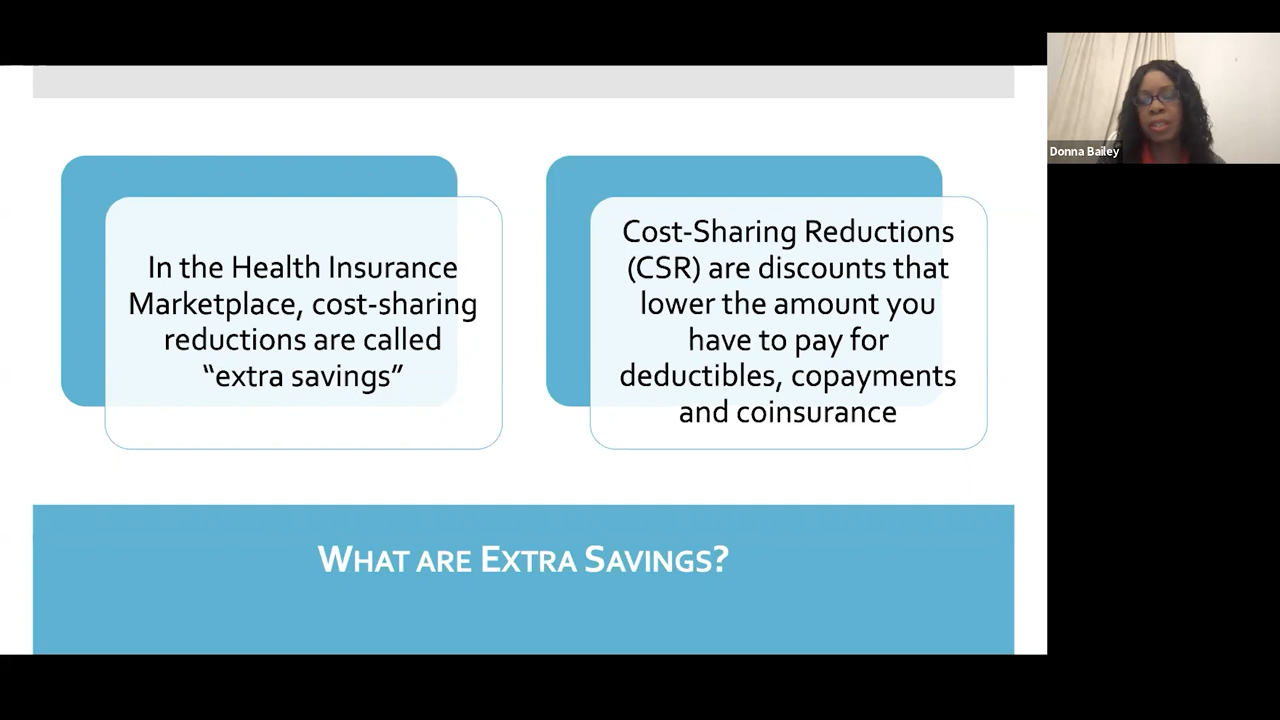 In the Health Insurance
Marketplace, cost-sharing
reductions are called
“extra savings”
Cost-Sharing Reductions
(CSR) are discounts that
lower the amount you
have to pay for
deductibles, copayments
and coinsurance
WHAT ARE EXTRA SAVINGS?
Donna Bailey